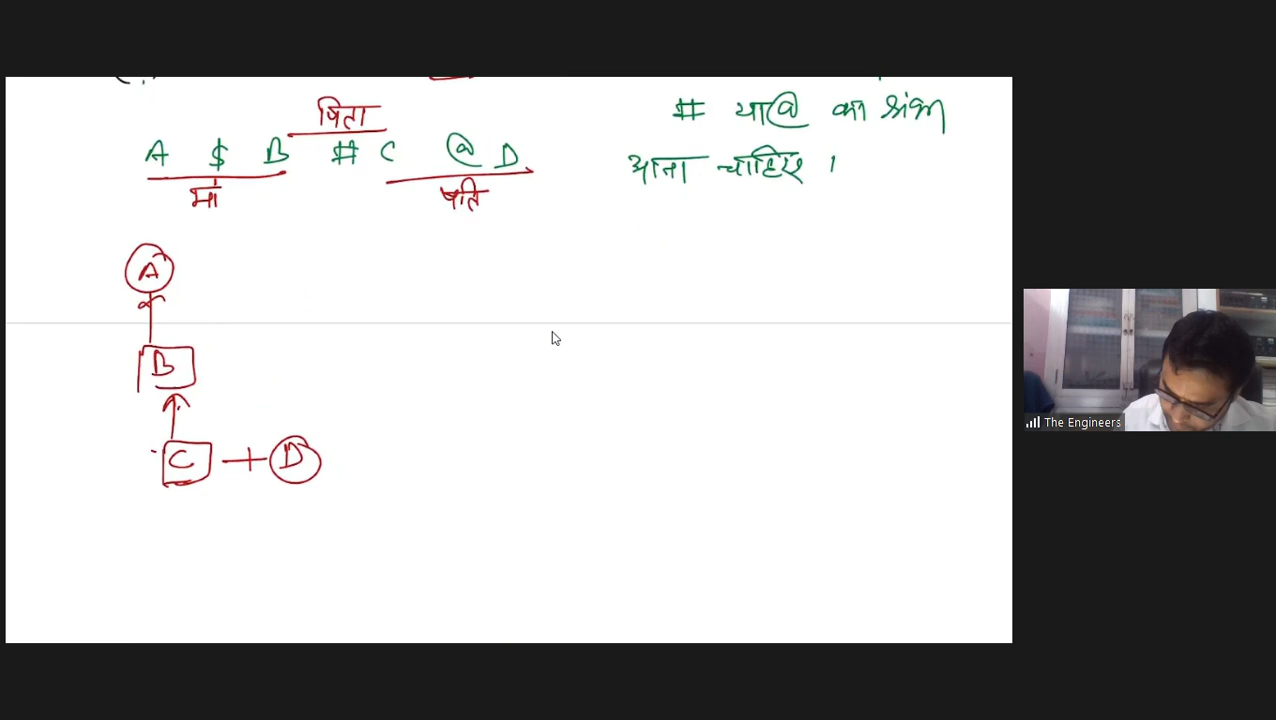 पिता
A $ B # C @ D
मां
पति
# या @ का
आना चाहिए ।
A
B
C + D
The Engineers